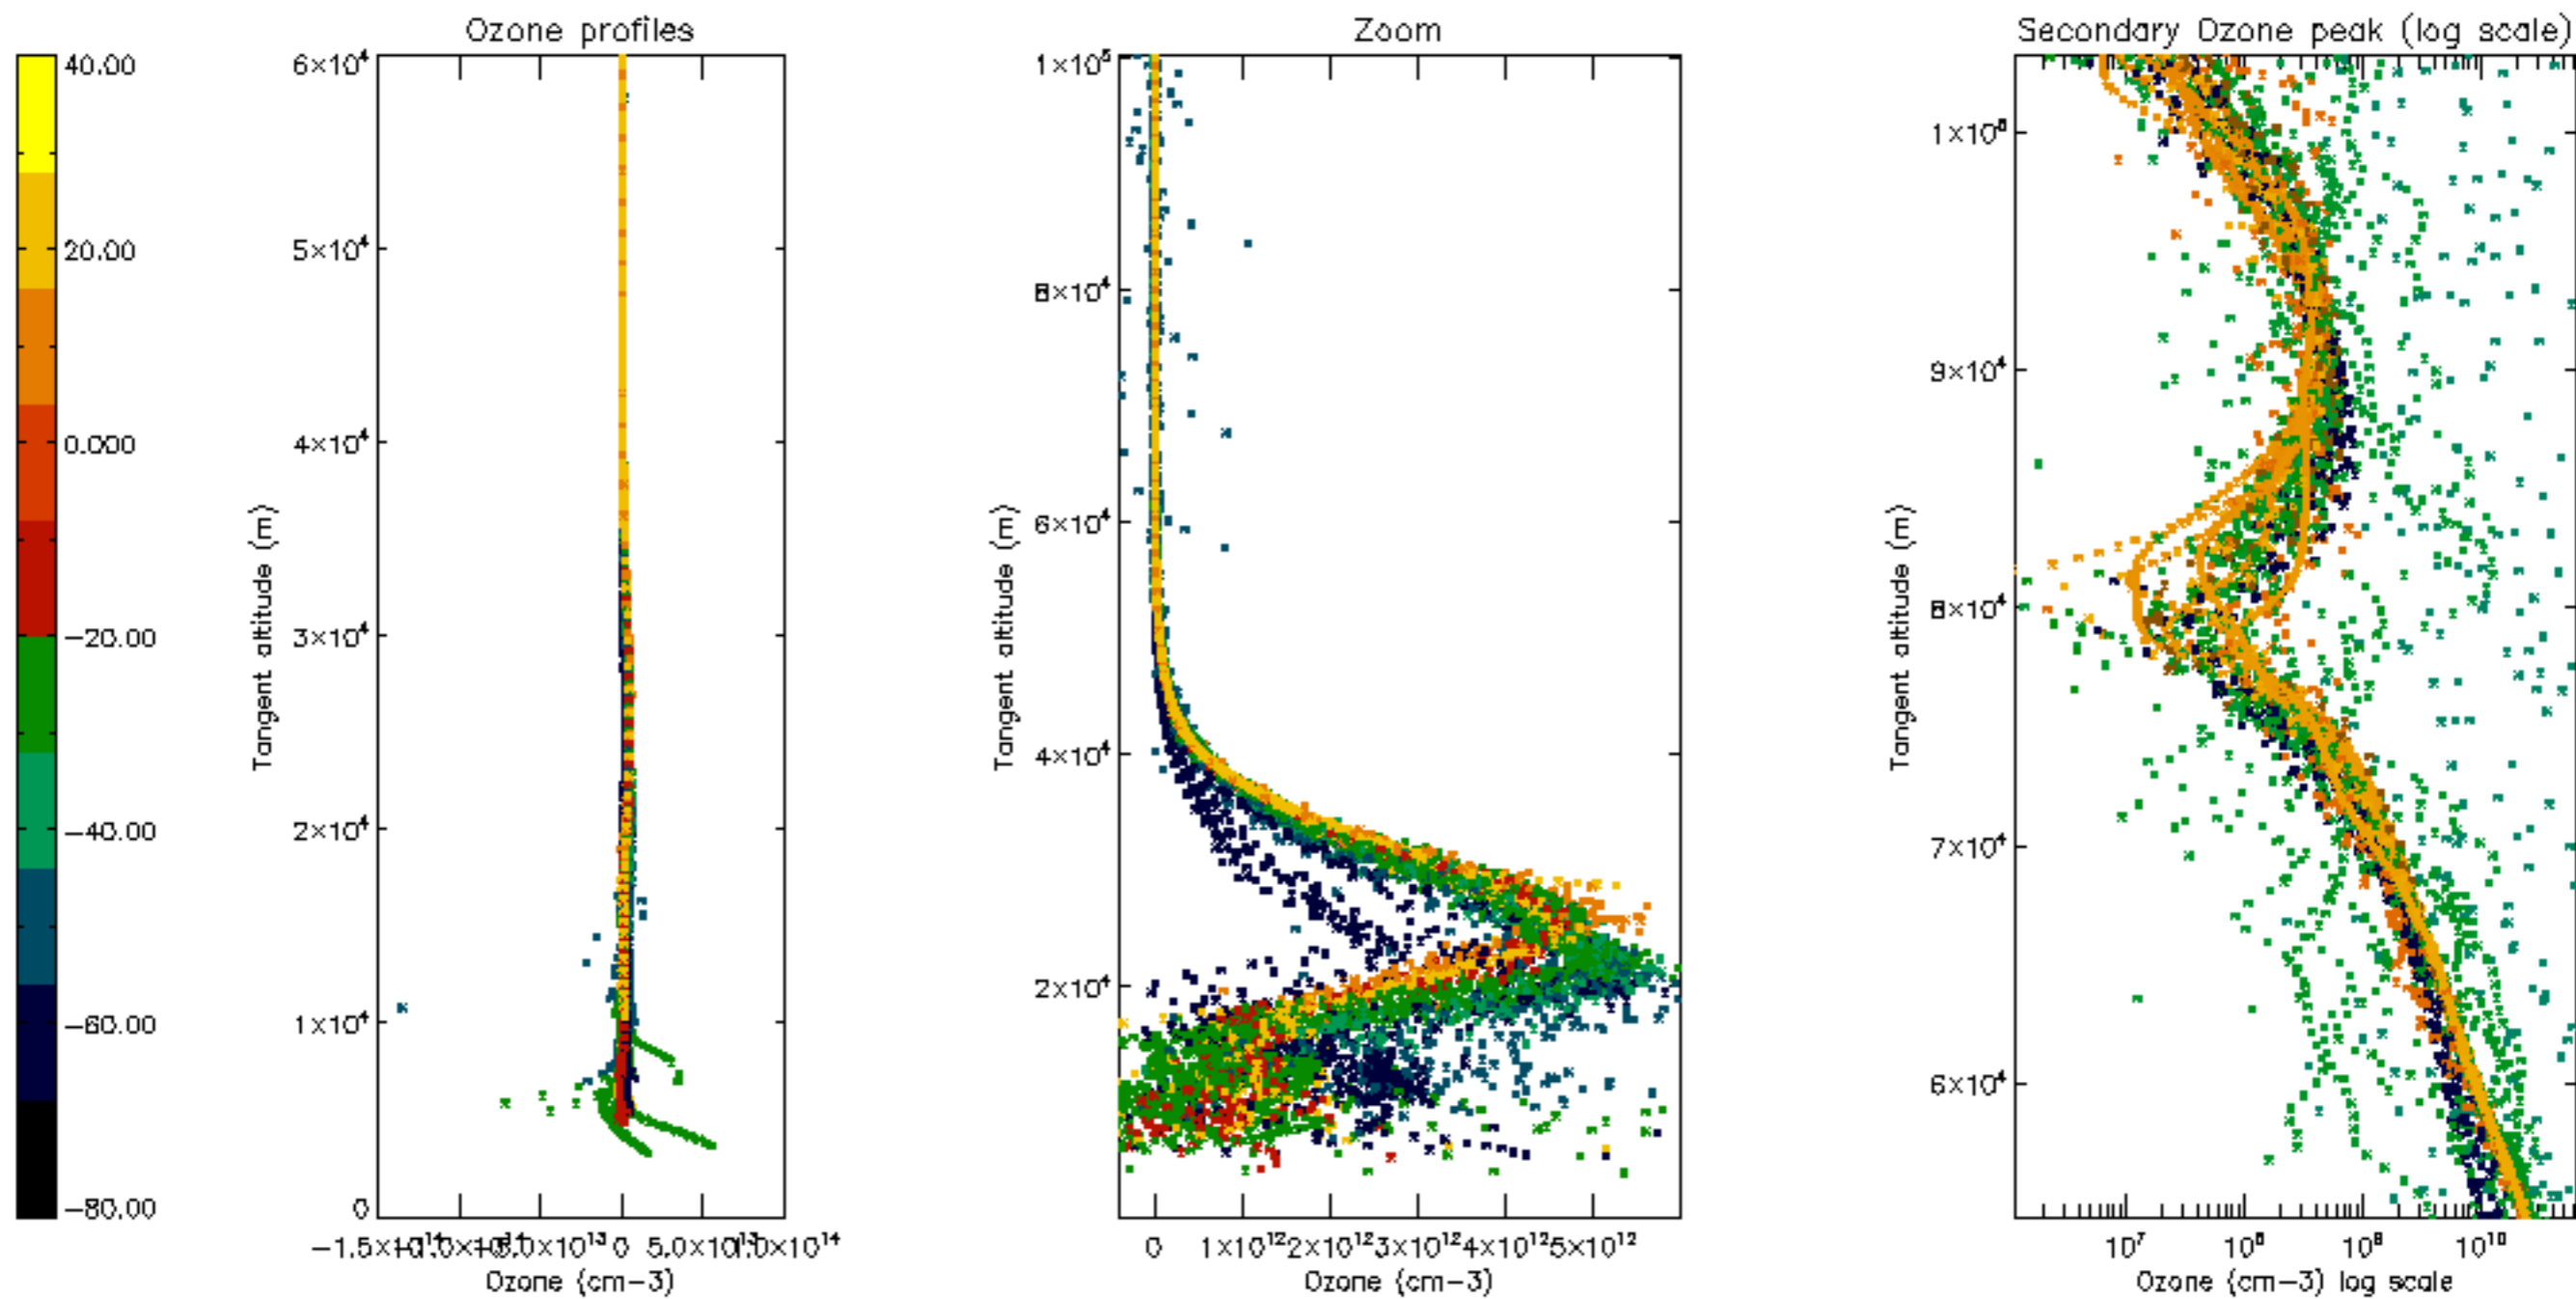 Ozone profiles
Zoom
Secondary Ozone peak (log scale)
40.00
20.00
0.000
−20.00
−40.00
−60.00
−80.00
6×10⁴
5×10⁴
4×10⁴
3×10⁴
2×10⁴
1×10⁴
0
Tangent altitude (m)
0 5.0×10¹³
Ozone (cm−3)
1×10⁵
8×10⁴
6×10⁴
4×10⁴
2×10⁴
Tangent altitude (m)
0 1×10¹² 2×10¹² 3×10¹² 4×10¹² 5×10¹²
Ozone (cm−3)
1×10⁵
9×10⁴
8×10⁴
7×10⁴
6×10⁴
Tangent altitude (m)
10⁷ 10⁸ 10⁹ 10¹⁰
Ozone (cm−3) log scale